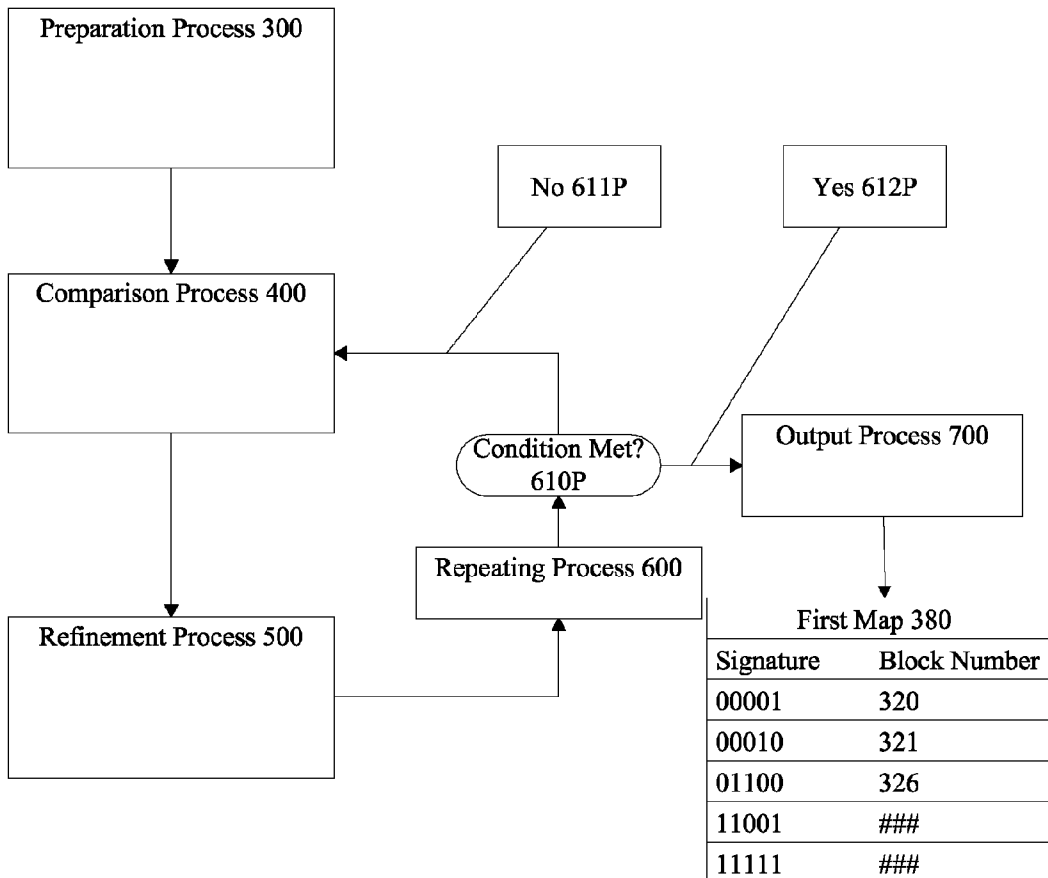 Preparation Process 300
No 611P
Yes 612P
Comparison Process 400
Condition Met?
610P
Output Process 700
Repeating Process 600
Refinement Process 500
First Map 380
Signature Block Number
00001 320
00010 321
01100 326
11001 ###
11111 ###